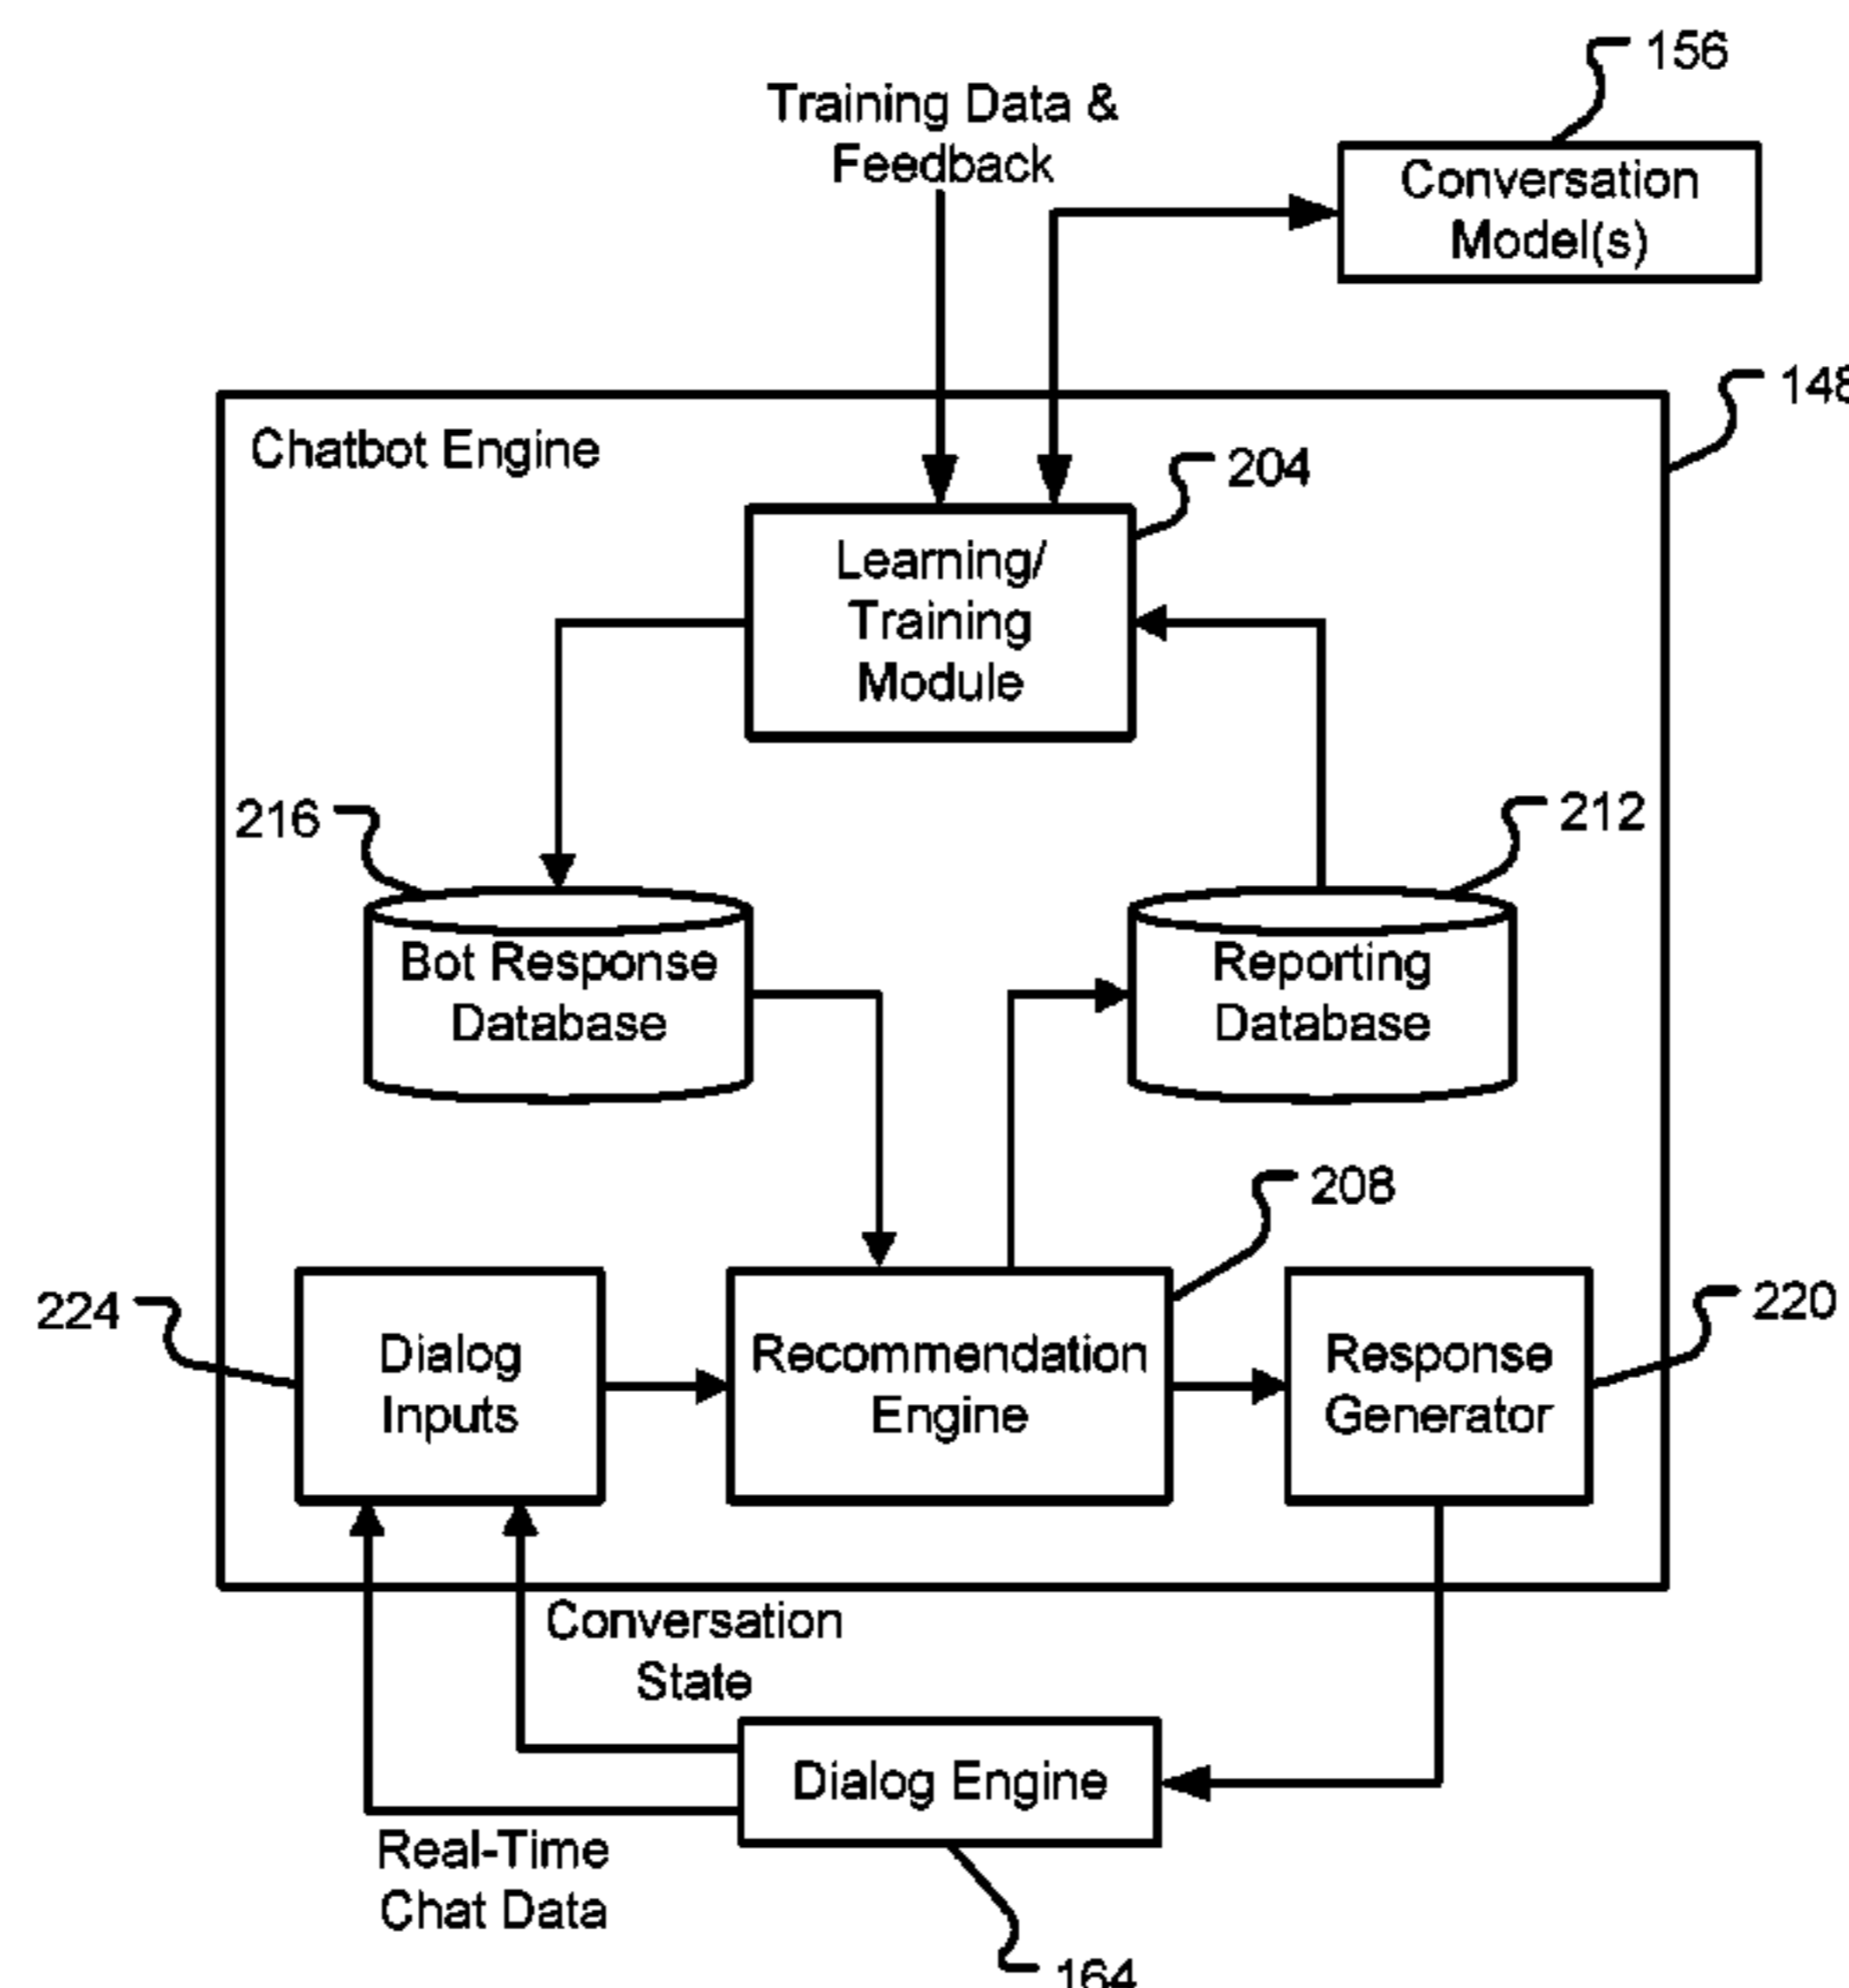 156
Training Data &
Feedback
Conversation
Model(s)
148
Chatbot Engine
204
Learning/
Training
Module
216
212
Bot Response
Database
Reporting
Database
208
224
220
Dialog
Inputs
Recommendation
Engine
Response
Generator
Conversation
State
Dialog Engine
Real-Time
Chat Data
164